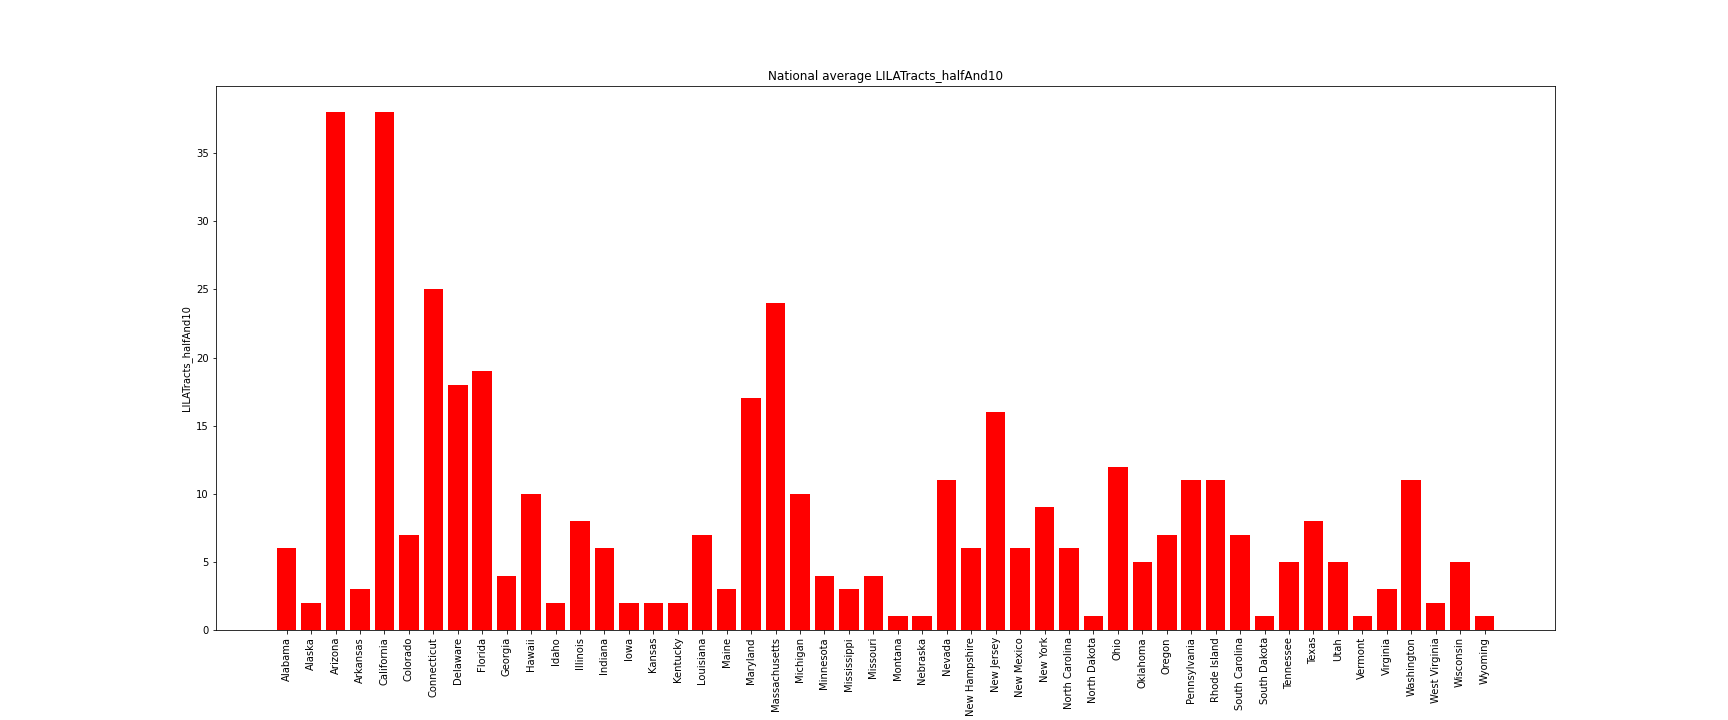 National average LILATracts_halfAnd10
LILATracts_halfAnd10
35
30
25
20
15
10
5
0
Alabama
Alaska
Arizona
Arkansas
California
Colorado
Connecticut
Delaware
Florida
Georgia
Hawaii
Idaho
Illinois
Indiana
Iowa
Kansas
Kentucky
Louisiana
Maine
Maryland
Massachusetts
Michigan
Minnesota
Mississippi
Missouri
Montana
Nebraska
Nevada
New Hampshire
New Jersey
New Mexico
New York
North Carolina
North Dakota
Ohio
Oklahoma
Oregon
Pennsylvania
Rhode Island
South Carolina
South Dakota
Tennessee
Texas
Utah
Vermont
Virginia
Washington
West Virginia
Wisconsin
Wyoming